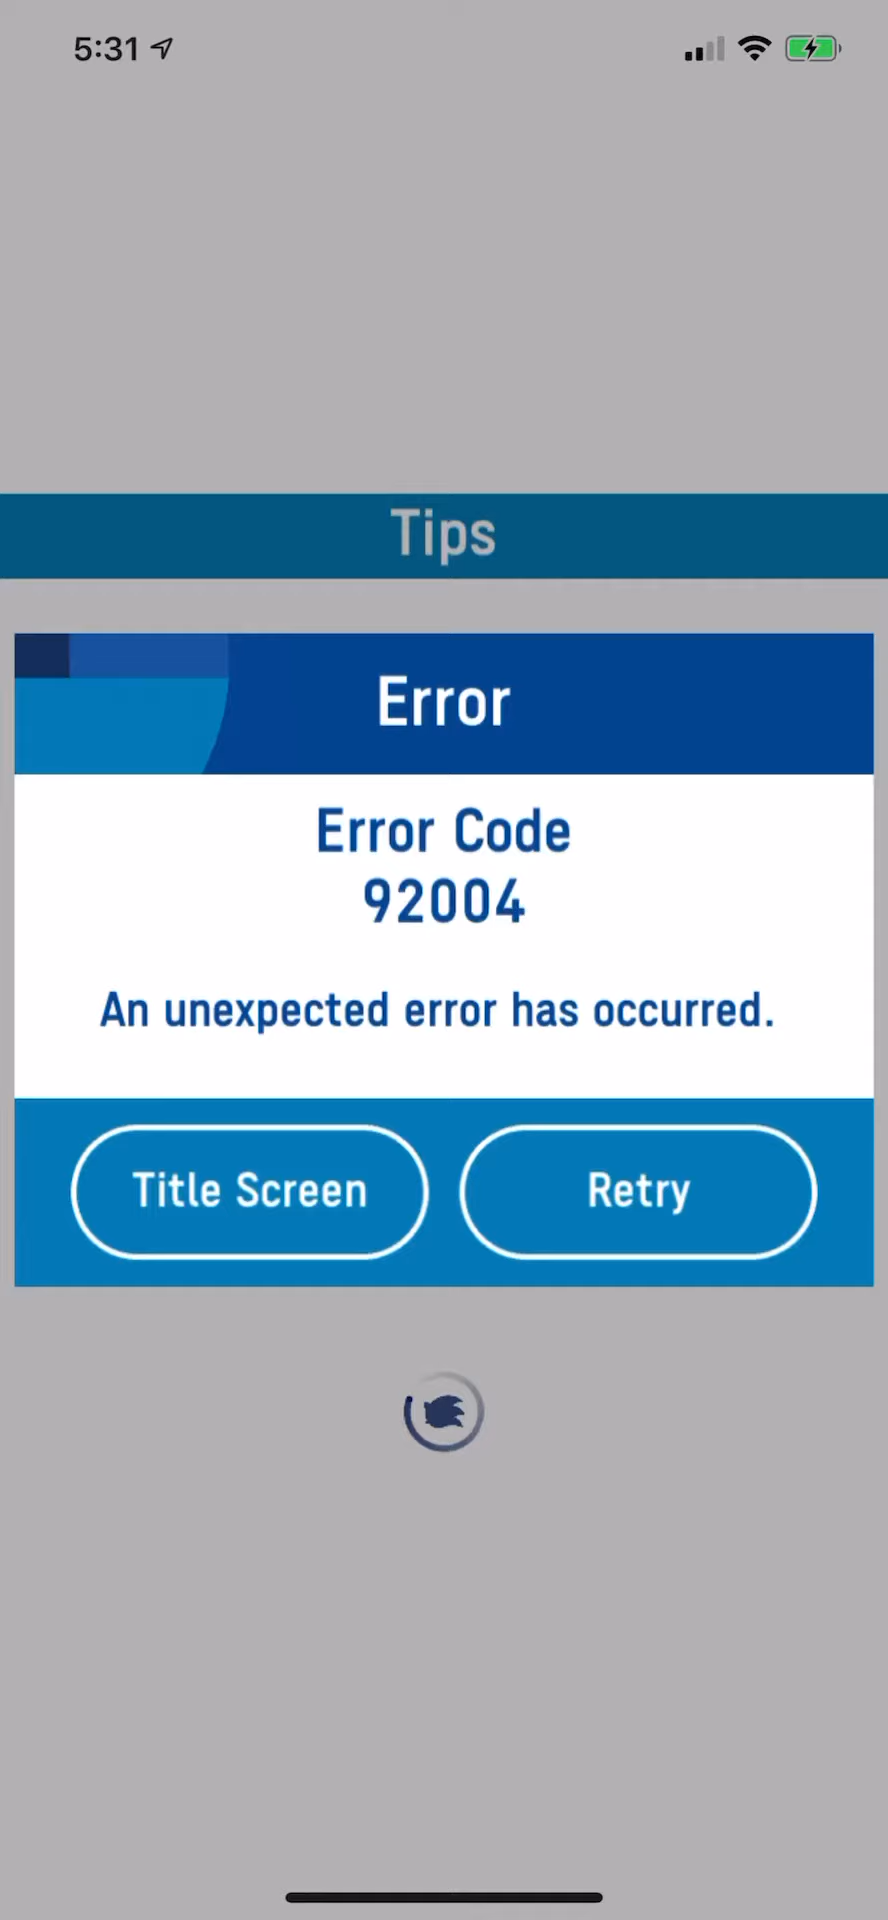 5:31
Tips
Error
Error Code
92004
An unexpected error has occurred.
Title Screen
Retry